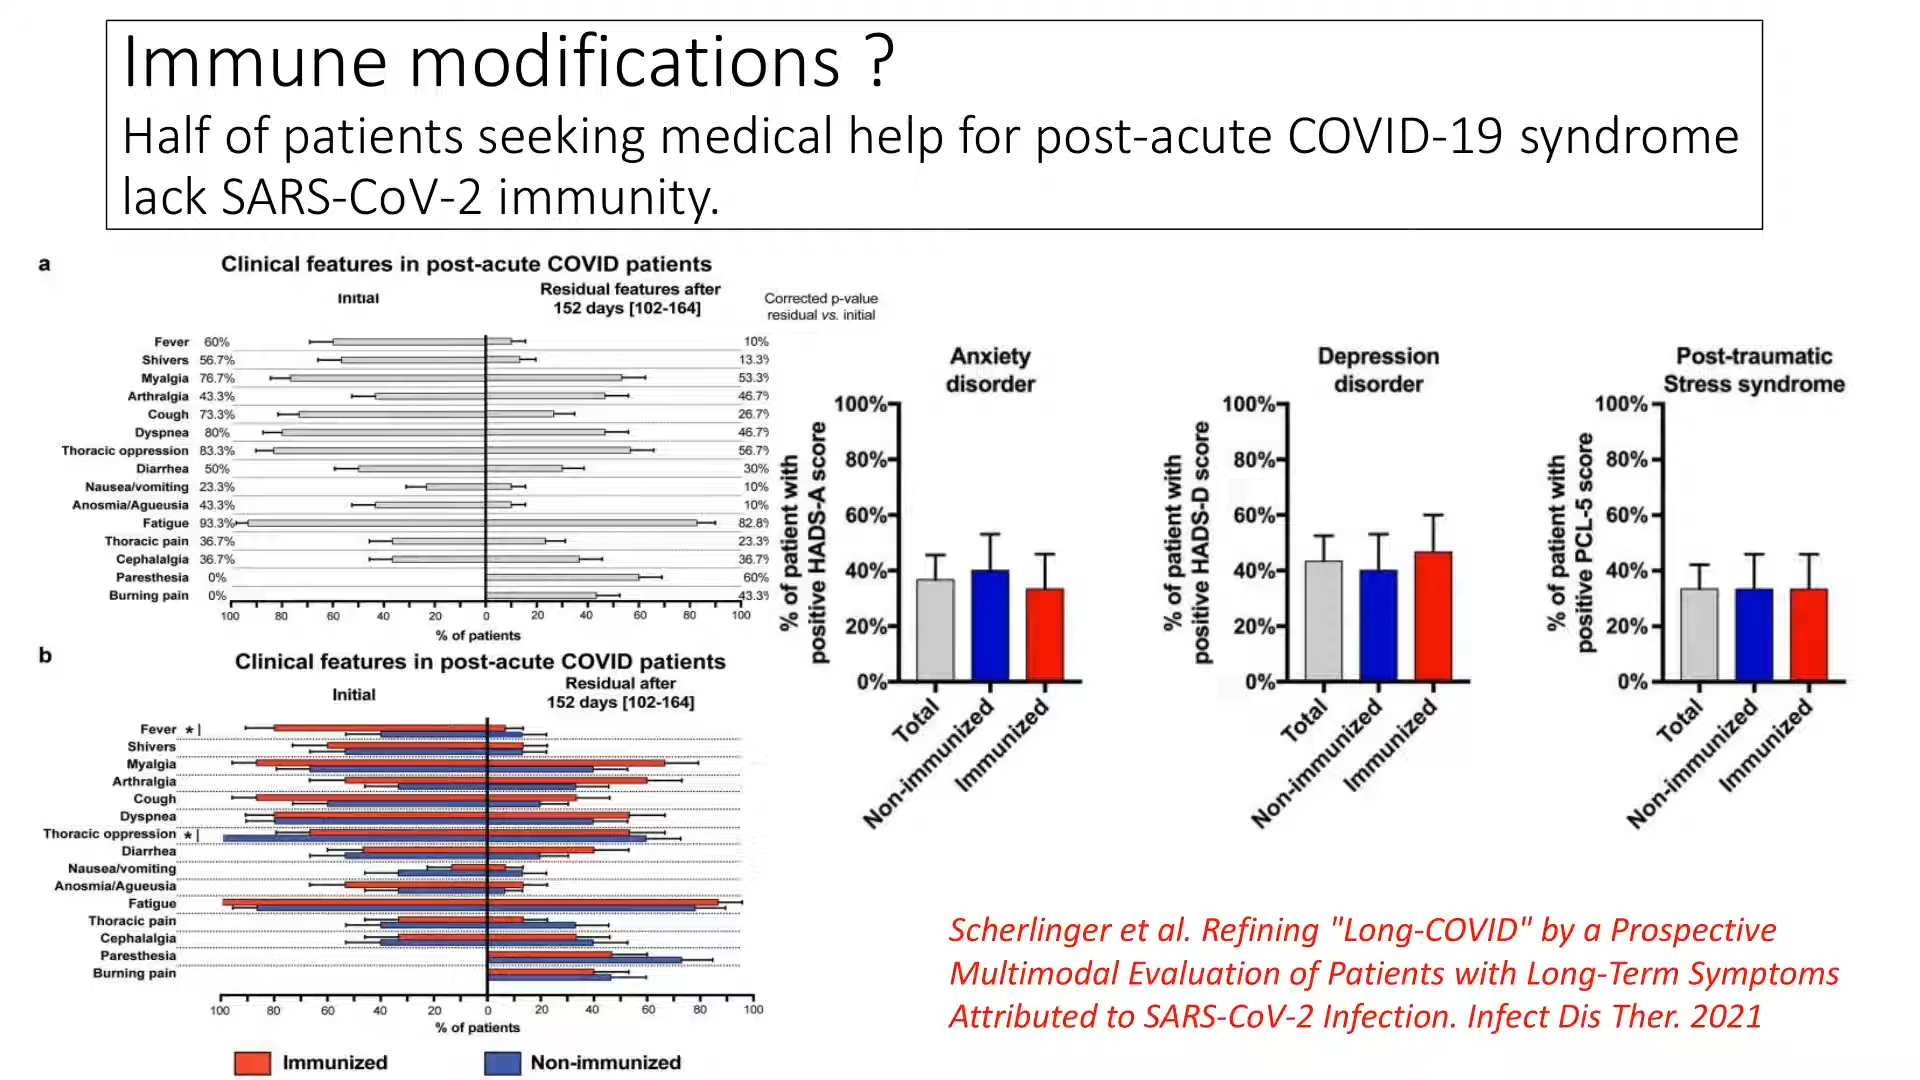 Immune modifications ?
Half of patients seeking medical help for post-acute COVID-19 syndrome
lack SARS-CoV-2 immunity.
a
Clinical features in post-acute COVID patients
Initial
Residual features after
152 days [102-164]
Corrected p-value
residual vs. initial
Fever 60% 10%
Shivers 56.7% 13.3%
Myalgia 76.7% 53.3%
Arthralgia 43.3% 46.7%
Cough 73.3% 26.7%
Dyspnea 80% 46.7%
Thoracic oppression 83.3% 56.7%
Diarrhea 50% 30%
Nausea/vomiting 23.3% 10%
Anosmia/Agueusia 43.3% 10%
Fatigue 93.3% 82.8%
Thoracic pain 36.7% 23.3%
Cephalalgia 36.7% 36.7%
Paresthesia 0% 60%
Burning pain 0% 43.3%
100 80 60 40 20 0 20 40 60 80 100
% of patients
b
Clinical features in post-acute COVID patients
Initial
Residual after
152 days [102-164]
Fever *
Shivers
Myalgia
Arthralgia
Cough
Dyspnea
Thoracic oppression *
Diarrhea
Nausea/vomiting
Anosmia/Agueusia
Fatigue
Thoracic pain
Cephalalgia
Paresthesia
Burning pain
100 80 60 40 20 0 20 40 60 80 100
% of patients
Immunized
Non-immunized
Anxiety
disorder
% of patient with
positive HADS-A score
100%
80%
60%
40%
20%
0%
Total
Non-immunized
Immunized
Depression
disorder
% of patient with
positive HADS-D score
100%
80%
60%
40%
20%
0%
Total
Non-immunized
Immunized
Post-traumatic
Stress syndrome
% of patient with
positive PCL-5 score
100%
80%
60%
40%
20%
0%
Total
Non-immunized
Immunized
Scherlinger et al. Refining "Long-COVID" by a Prospective
Multimodal Evaluation of Patients with Long-Term Symptoms
Attributed to SARS-CoV-2 Infection. Infect Dis Ther. 2021